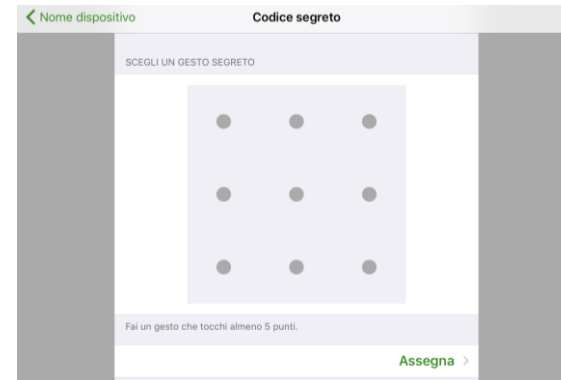 Nome dispositivo Codice segreto
SCEGLI UN GESTO SEGRETO
Fai un gesto che tocchi almeno 5 punti.
Assegna